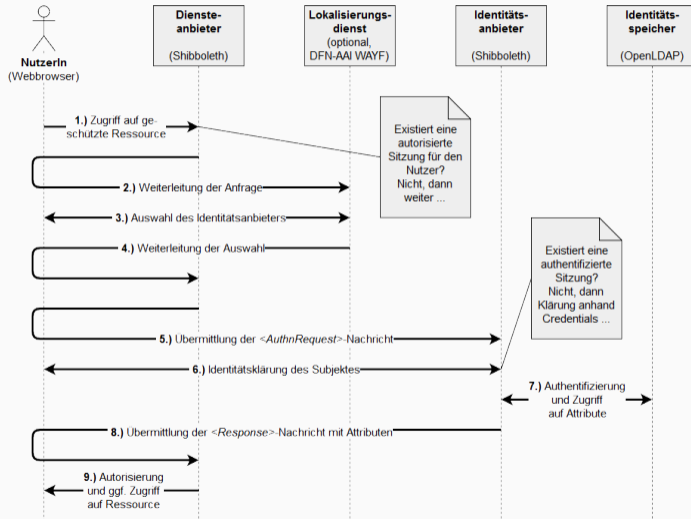 NutzerIn
(Webbrowser)
Dienste-
anbieter
(Shibboleth)
Lokalisierungs-
dienst
(optional,
DFN-AAI WAYF)
Identitäts-
anbieter
(Shibboleth)
Identitäts-
speicher
(OpenLDAP)
1.) Zugriff auf ge-
schützte Ressource
Existiert eine
autorisierte
Sitzung für den
Nutzer?
Nicht, dann
weiter ...
2.) Weiterleitung der Anfrage
3.) Auswahl des Identitätsanbieters
4.) Weiterleitung der Auswahl
Existiert eine
authentifizierte
Sitzung?
Nicht, dann
Klärung anhand
Credentials ...
5.) Übermittlung der <AuthnRequest>-Nachricht
6.) Identitätsklärung des Subjektes
7.) Authentifizierung
und Zugriff
auf Attribute
8.) Übermittlung der <Response>-Nachricht mit Attributen
9.) Autorisierung
und ggf. Zugriff
auf Ressource